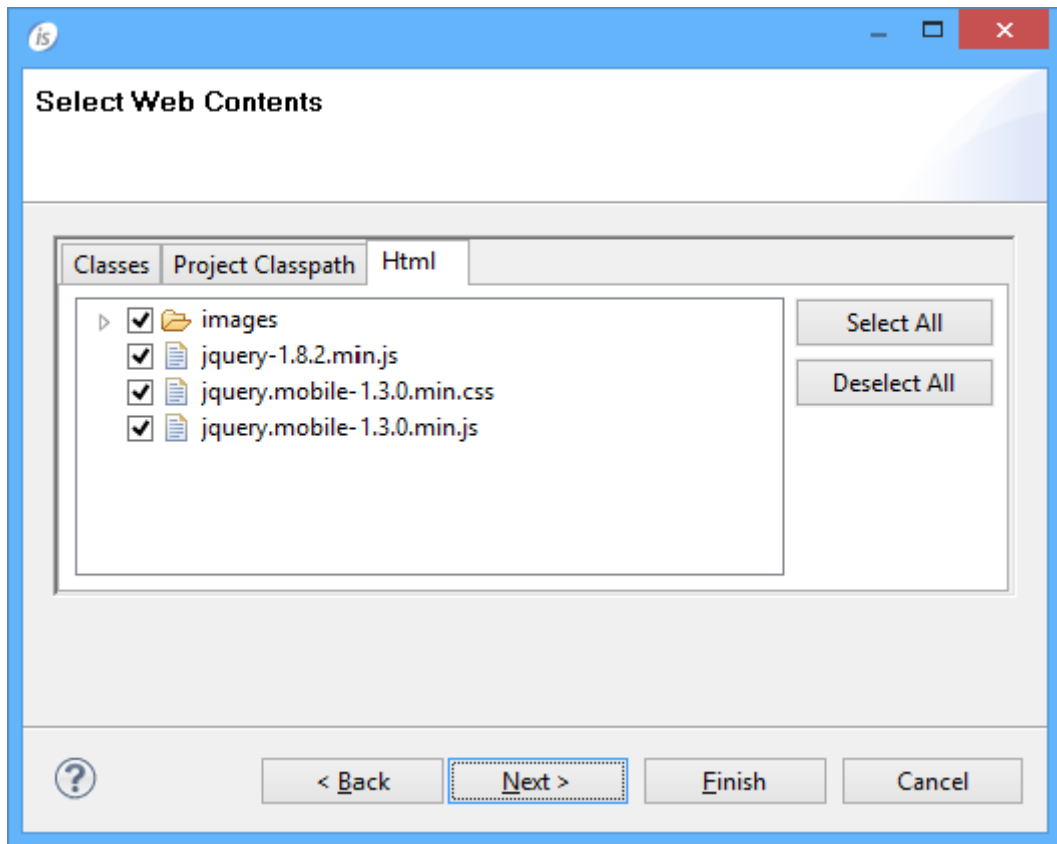 is
Select Web Contents
Classes Project Classpath Html
images
jquery-1.8.2.min.js
jquery.mobile-1.3.0.min.css
jquery.mobile-1.3.0.min.js
Select All
Deselect All
? < Back Next > Finish Cancel